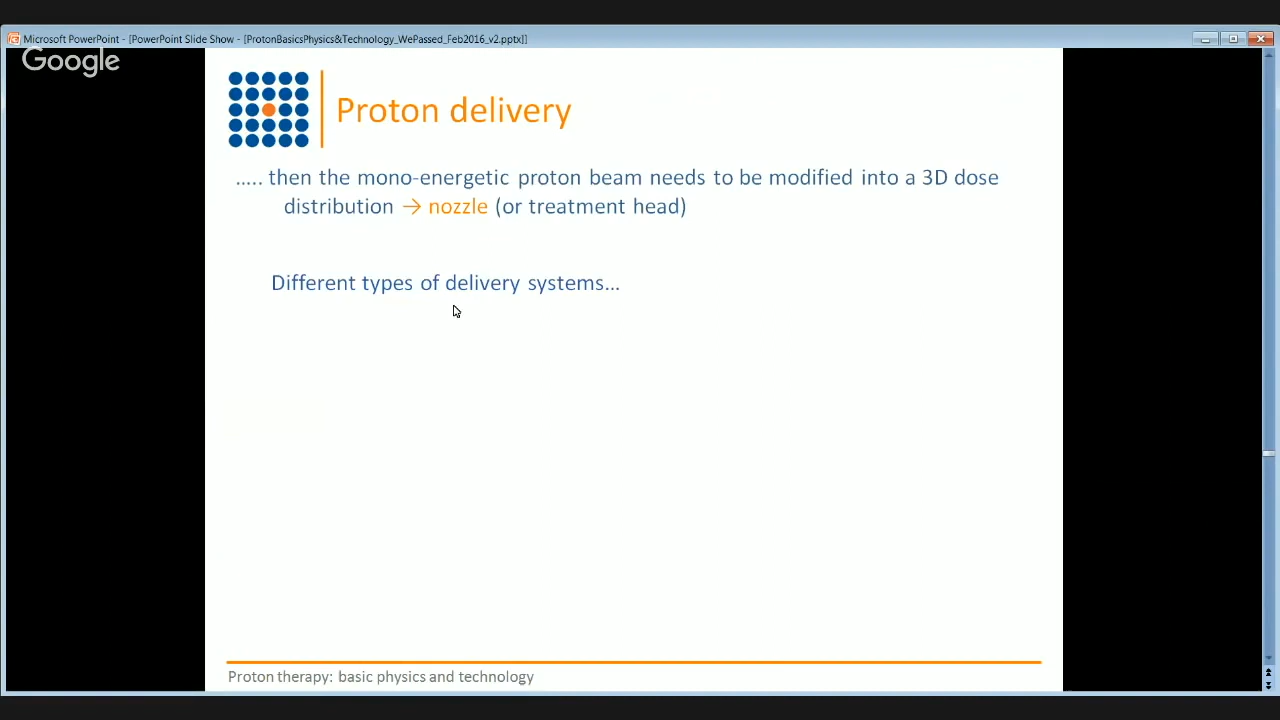 Microsoft PowerPoint - [PowerPoint Slide Show - [ProtonBasicsPhysics&Technology_WePassed_Feb2016_v2.pptx]]
Google
Proton delivery
..... then the mono-energetic proton beam needs to be modified into a 3D dose
distribution → nozzle (or treatment head)
Different types of delivery systems...
Proton therapy: basic physics and technology